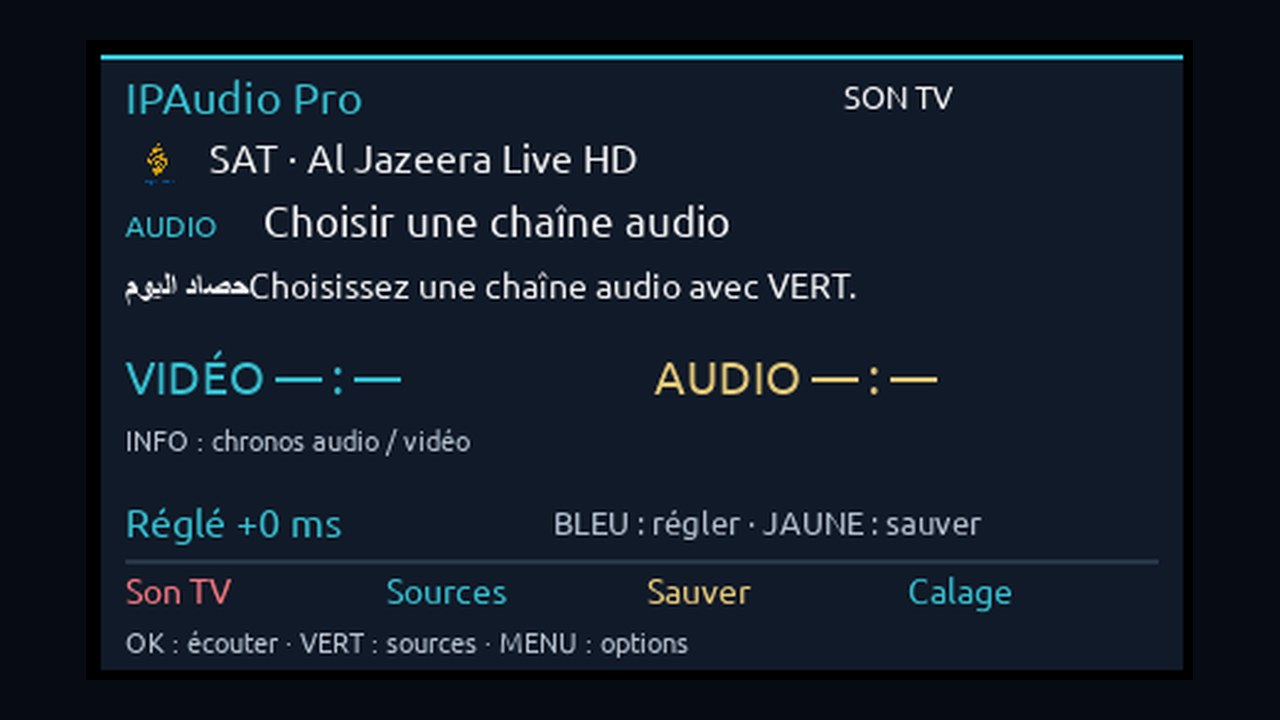 IPAudio Pro
SON TV
SAT · Al Jazeera Live HD
AUDIO Choisir une chaîne audio
حصاد اليوم Choisissez une chaîne audio avec VERT.
VIDÉO —:— AUDIO —:—
INFO : chronos audio / vidéo
Réglé +0 ms BLEU : régler · JAUNE : sauver
Son TV Sources Sauver Calage
OK : écouter · VERT : sources · MENU : options